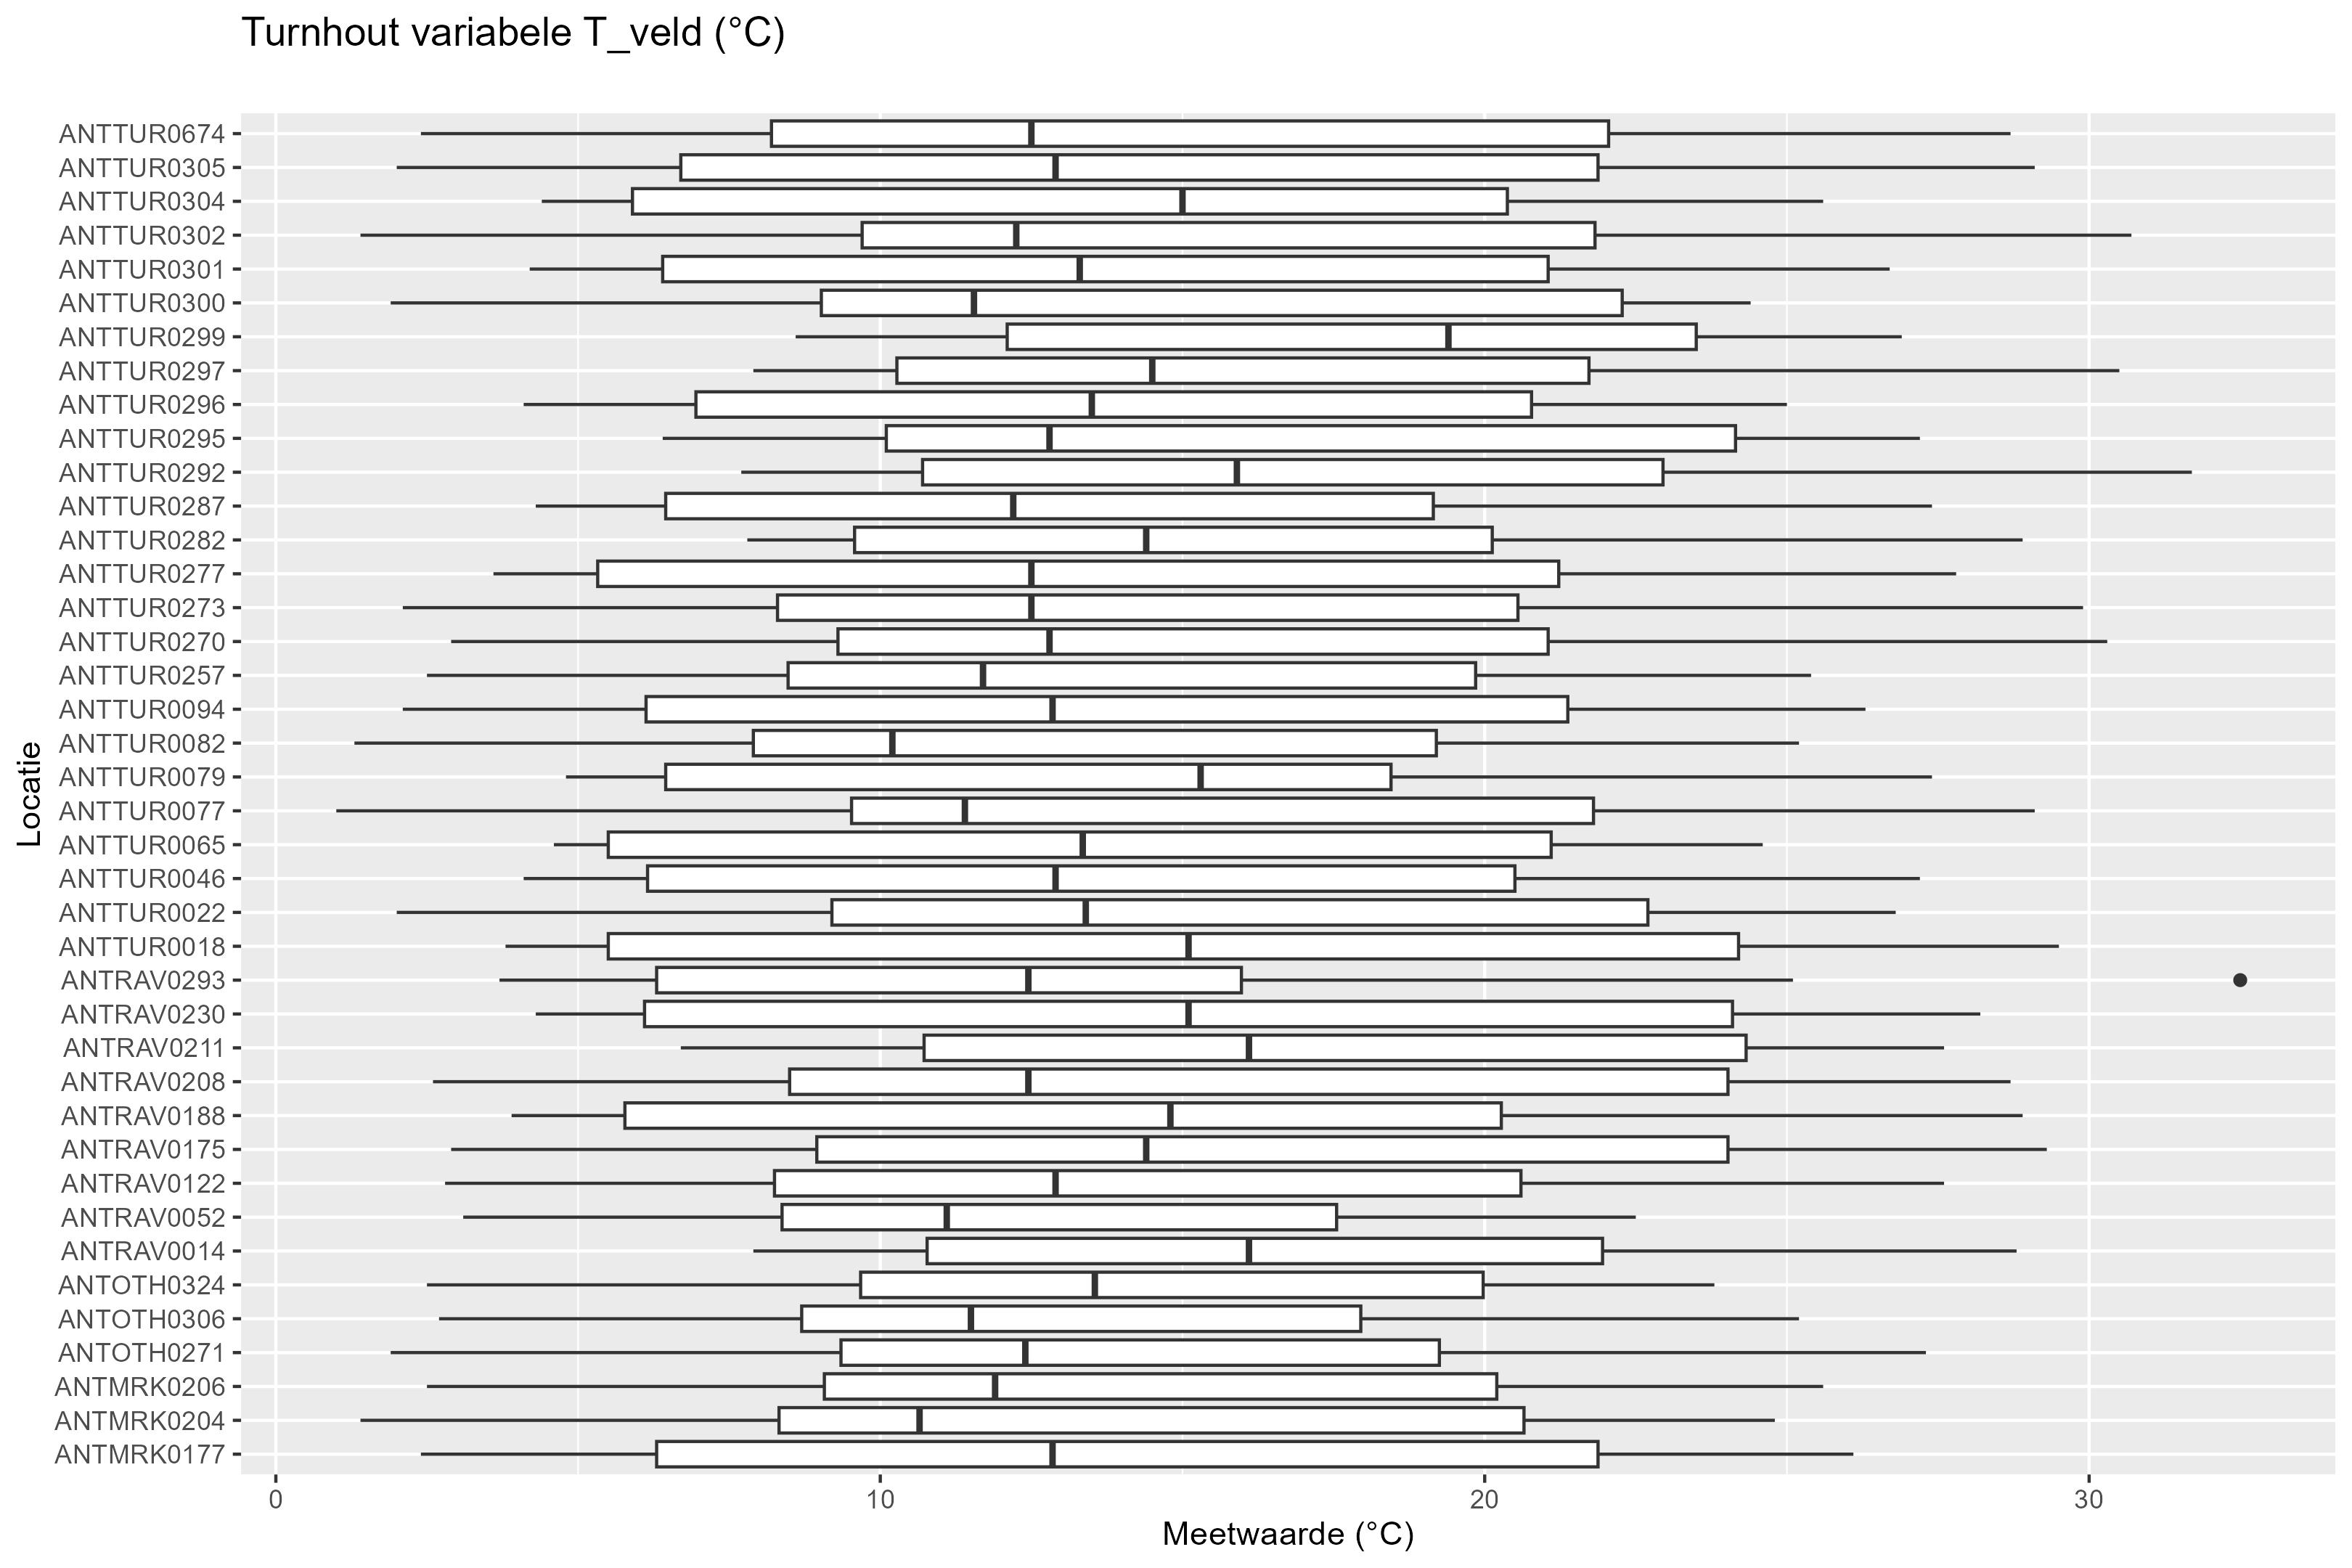 Turnhout variabele T_veld (°C)
Locatie
ANTTUR0674
ANTTUR0305
ANTTUR0304
ANTTUR0302
ANTTUR0301
ANTTUR0300
ANTTUR0299
ANTTUR0297
ANTTUR0296
ANTTUR0295
ANTTUR0292
ANTTUR0287
ANTTUR0282
ANTTUR0277
ANTTUR0273
ANTTUR0270
ANTTUR0257
ANTTUR0094
ANTTUR0082
ANTTUR0079
ANTTUR0077
ANTTUR0065
ANTTUR0046
ANTTUR0022
ANTTUR0018
ANTRAV0293
ANTRAV0230
ANTRAV0211
ANTRAV0208
ANTRAV0188
ANTRAV0175
ANTRAV0122
ANTRAV0052
ANTRAV0014
ANTOTH0324
ANTOTH0306
ANTOTH0271
ANTMRK0206
ANTMRK0204
ANTMRK0177
0 10 20 30
Meetwaarde (°C)